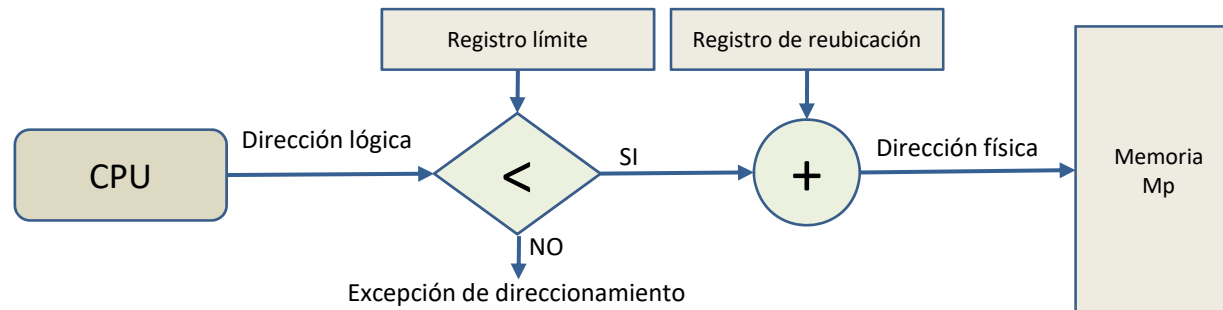 Registro límite
Registro de reubicación
Dirección lógica
CPU
<
SI
+
Dirección física
Memoria
Mp
NO
Excepción de direccionamiento